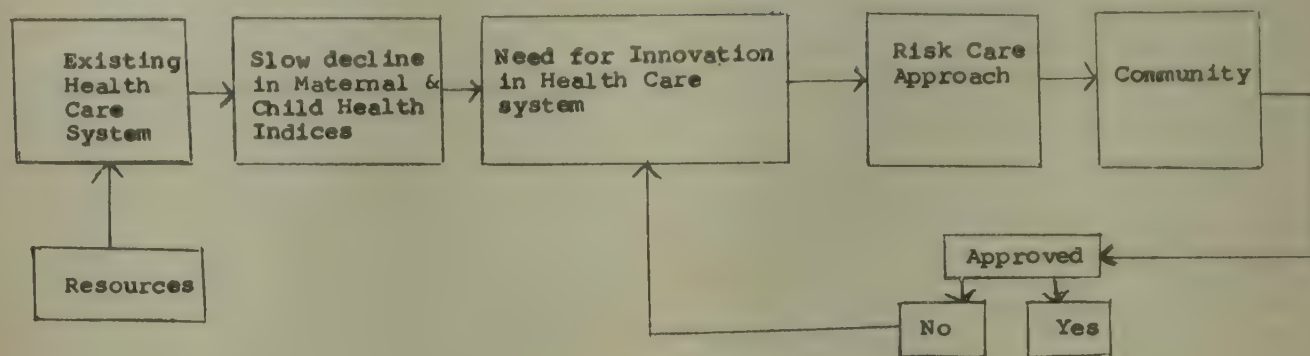 Existing
Health
Care
System
Slow decline
in Maternal &
Child Health
Indices
Need for Innovation
in Health Care
system
Risk Care
Approach
Community
Resources
Approved
No
Yes